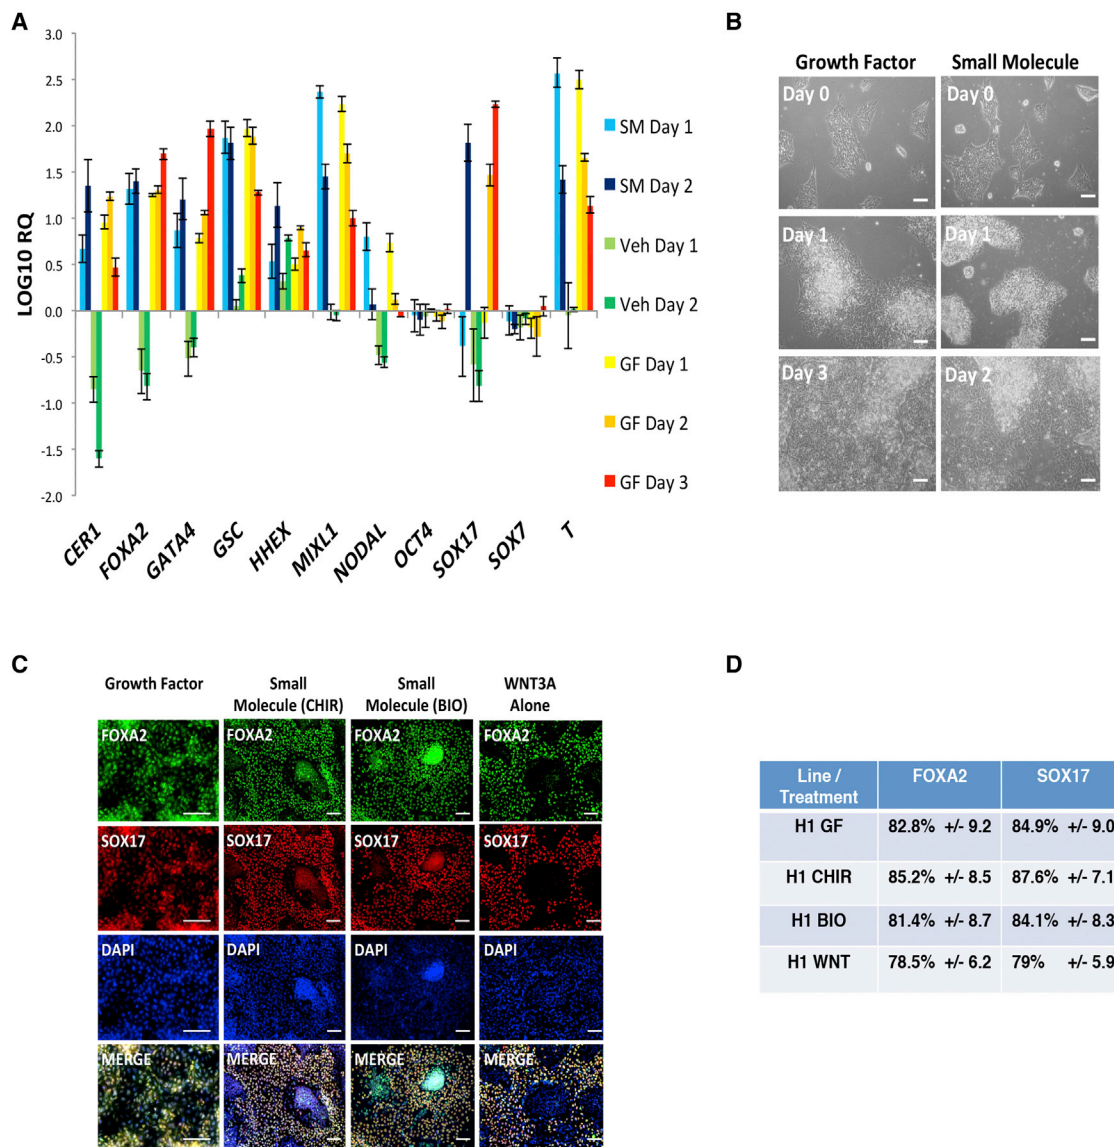 A
LOG10 RQ
3.0
2.5
2.0
1.5
1.0
0.5
0.0
-0.5
-1.0
-1.5
-2.0
CER1
FOXA2
GATA4
GSC
HHEX
MIXL1
NODAL
OCT4
SOX17
SOX7
T
SM Day 1
SM Day 2
Veh Day 1
Veh Day 2
GF Day 1
GF Day 2
GF Day 3
B
Growth Factor Small Molecule
Day 0 Day 0
Day 1 Day 1
Day 3 Day 2
C
Growth Factor
Small
Molecule (CHIR)
Small
Molecule (BIO)
WNT3A
Alone
FOXA2 FOXA2 FOXA2 FOXA2
SOX17 SOX17 SOX17 SOX17
DAPI DAPI DAPI DAPI
MERGE MERGE MERGE MERGE
D
Line /
Treatment
FOXA2 SOX17
H1 GF 82.8% +/- 9.2 84.9% +/- 9.0
H1 CHIR 85.2% +/- 8.5 87.6% +/- 7.1
H1 BIO 81.4% +/- 8.7 84.1% +/- 8.3
H1 WNT 78.5% +/- 6.2 79% +/- 5.9